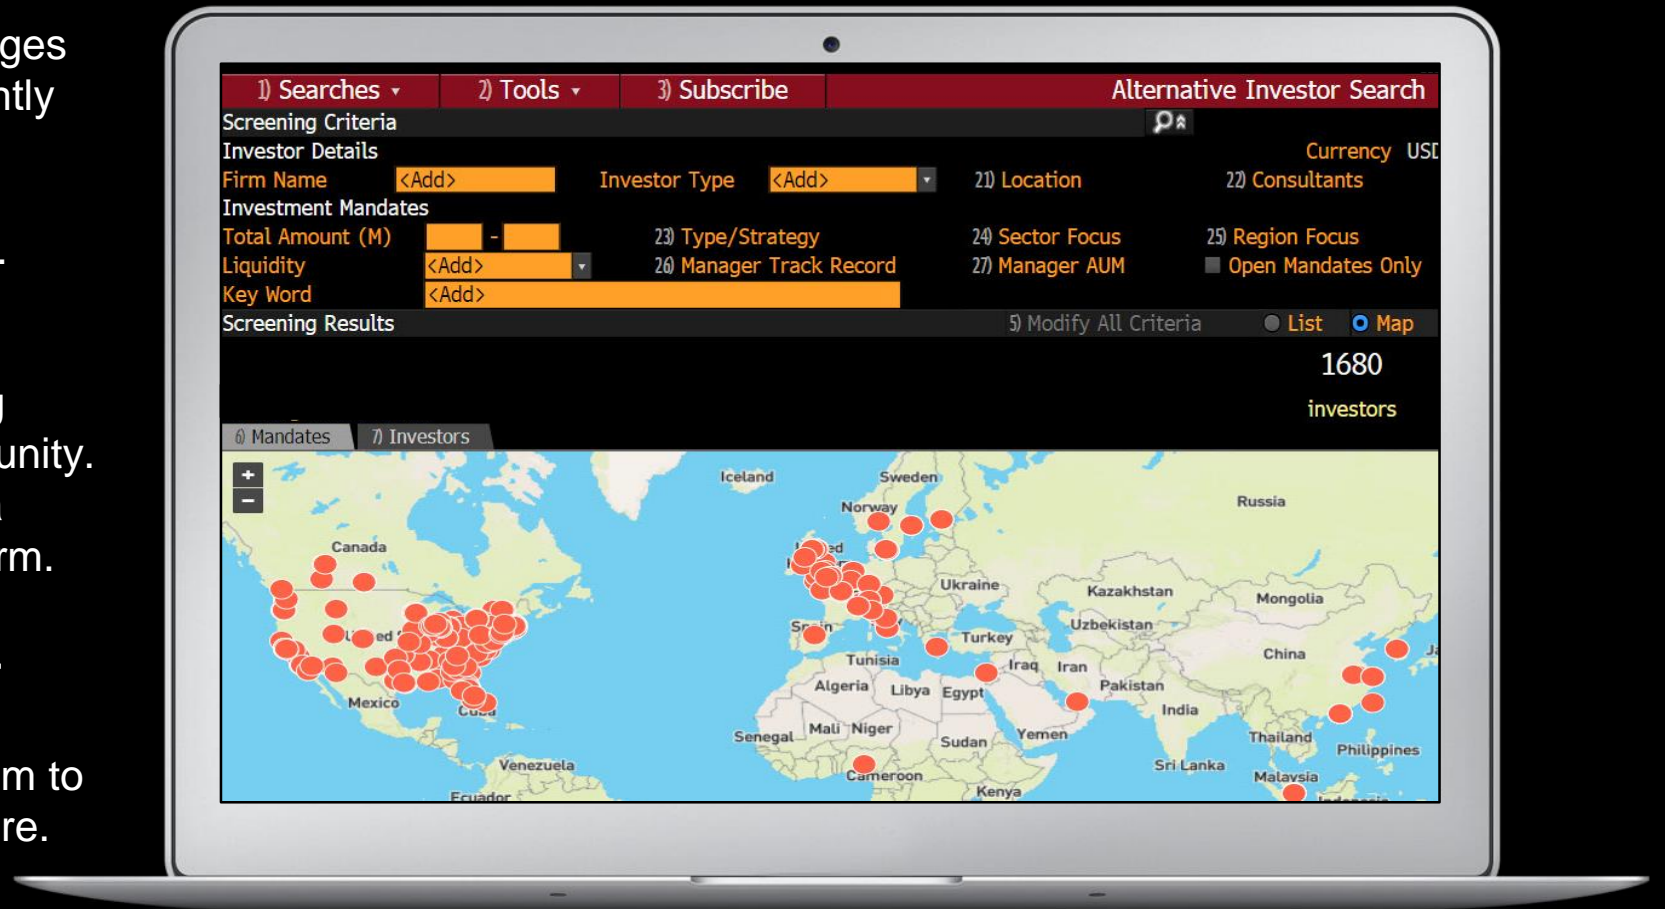 ges
ntly
.
g
unity.
rm.
.
m to
re.
1) Searches 2) Tools 3) Subscribe Alternative Investor Search
Screening Criteria
Investor Details Currency USD
Firm Name <Add> Investor Type <Add> 21) Location 22) Consultants
Investment Mandates
Total Amount (M) - 23) Type/Strategy 24) Sector Focus 25) Region Focus
Liquidity <Add> 26) Manager Track Record 27) Manager AUM Open Mandates Only
Key Word <Add>
Screening Results 5) Modify All Criteria List Map
1680
investors
6) Mandates 7) Investors
+
-
Iceland Sweden
Russia
Norway
Canada
Ukraine Kazakhstan Mongolia
Uzbekistan
Turkey
China
Tunisia Iraq Iran
Algeria Libya Egypt Pakistan
Mexico India
Mali Niger Yemen
Senegal Sudan Thailand Philippines
Venezuela Sri Lanka
Cameroon Malaysia
Ecuador Kenya